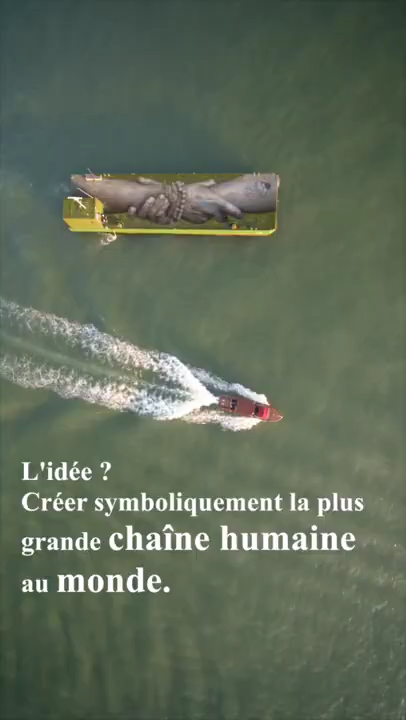 L'idée ?
Créer symboliquement la plus
grande chaîne humaine
au monde.